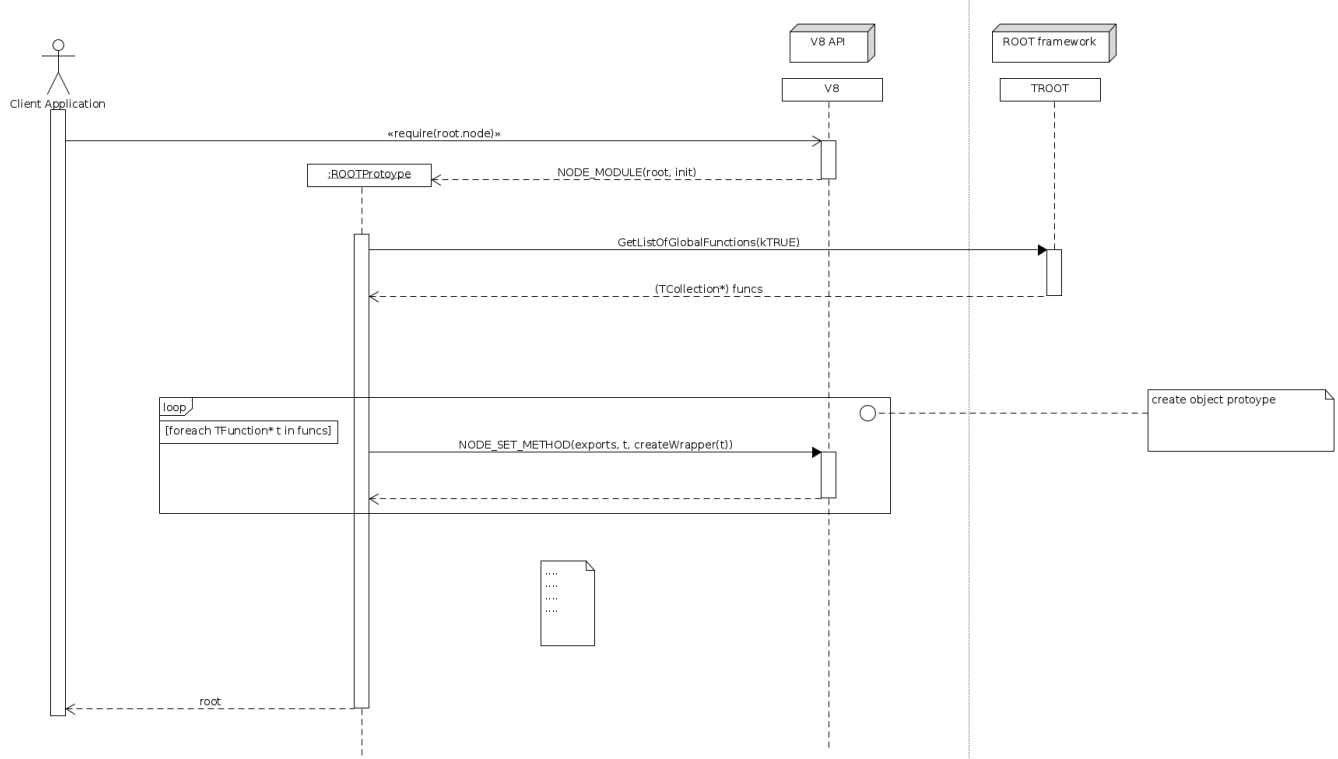 V8 API
ROOT framework
Client Application
V8
TROOT
«require(root.node)»
:ROOTProtoype
NODE_MODULE(root, init)
GetListOfGlobalFunctions(kTRUE)
(TCollection*) funcs
loop
create object protoype
[foreach TFunction* t in funcs]
NODE_SET_METHOD(exports, t, createWrapper(t))
....
....
....
....
root